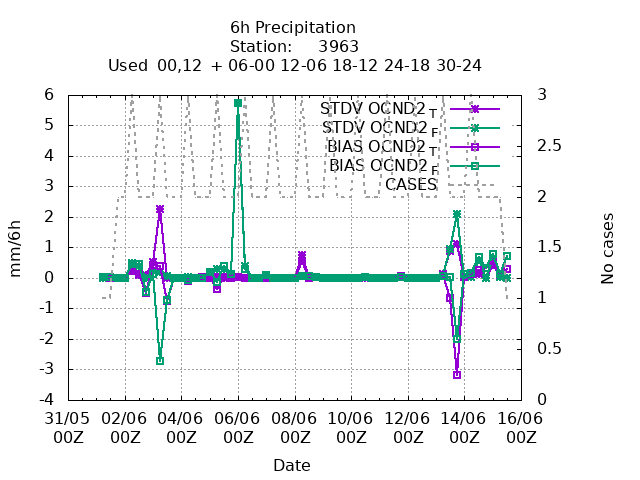 6h Precipitation
Station: 3963
Used 00,12 + 06-00 12-06 18-12 24-18 30-24
STDV OCND2 T
STDV OCND2 F
BIAS OCND2 T
BIAS OCND2 F
CASES
6
5
4
3
2
1
0
-1
-2
-3
-4
mm/6h
3
2.5
2
1.5
1
0.5
0
No cases
31/05 02/06 04/06 06/06 08/06 10/06 12/06 14/06 16/06
00Z 00Z 00Z 00Z 00Z 00Z 00Z 00Z 00Z
Date